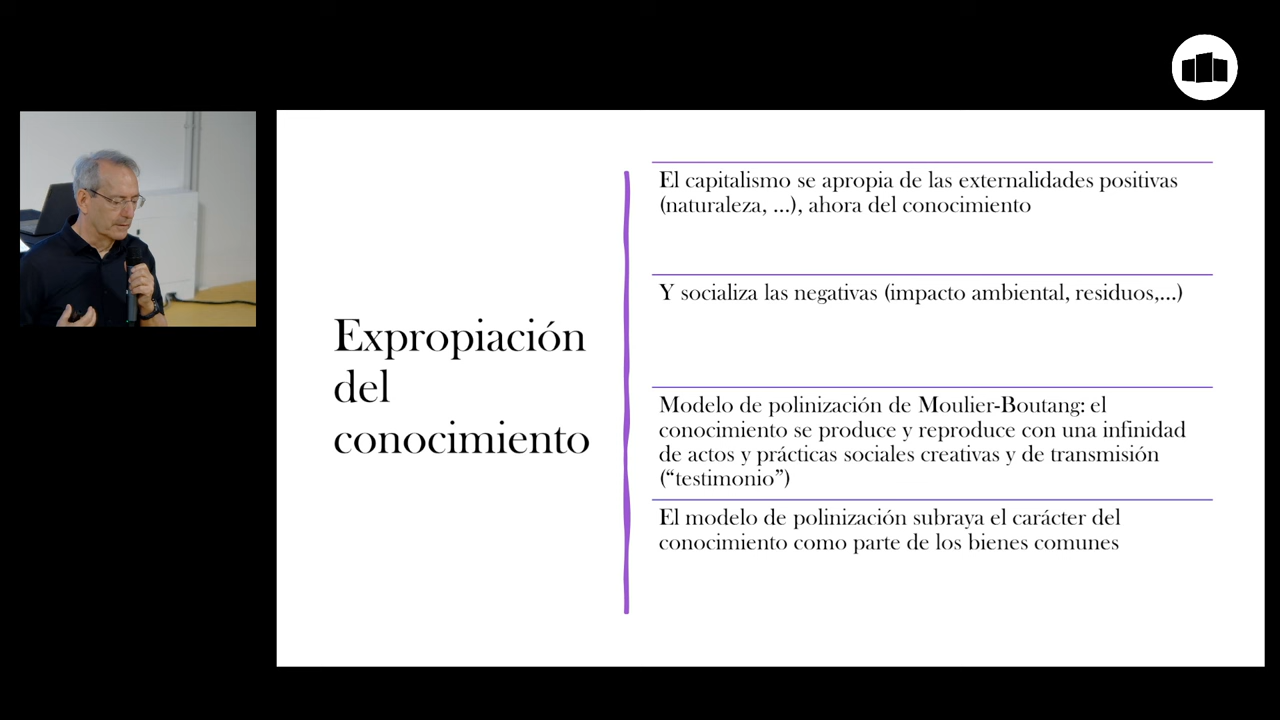 Expropiación
del
conocimiento
El capitalismo se apropia de las externalidades positivas
(naturaleza, ...), ahora del conocimiento
Y socializa las negativas (impacto ambiental, residuos,...)
Modelo de polinización de Moulier-Boutang: el
conocimiento se produce y reproduce con una infinidad
de actos y prácticas sociales creativas y de transmisión
(“testimonio”)
El modelo de polinización subraya el carácter del
conocimiento como parte de los bienes comunes